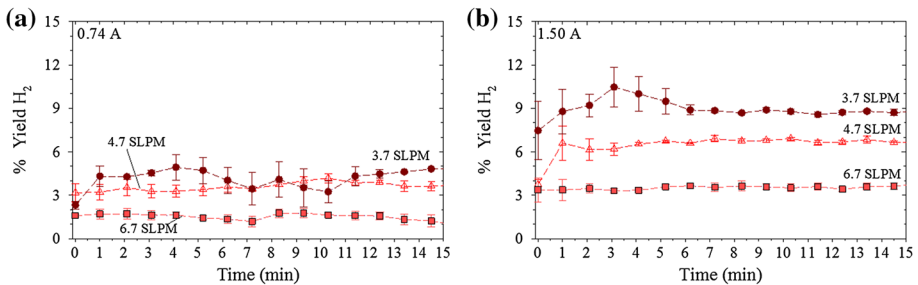 (a)
15
12
9
6
3
0
% Yield H2
0.74 A
4.7 SLPM
3.7 SLPM
6.7 SLPM
0 1 2 3 4 5 6 7 8 9 10 11 12 13 14 15
Time (min)
(b)
15
12
9
6
3
0
% Yield H2
1.50 A
3.7 SLPM
4.7 SLPM
6.7 SLPM
0 1 2 3 4 5 6 7 8 9 10 11 12 13 14 15
Time (min)